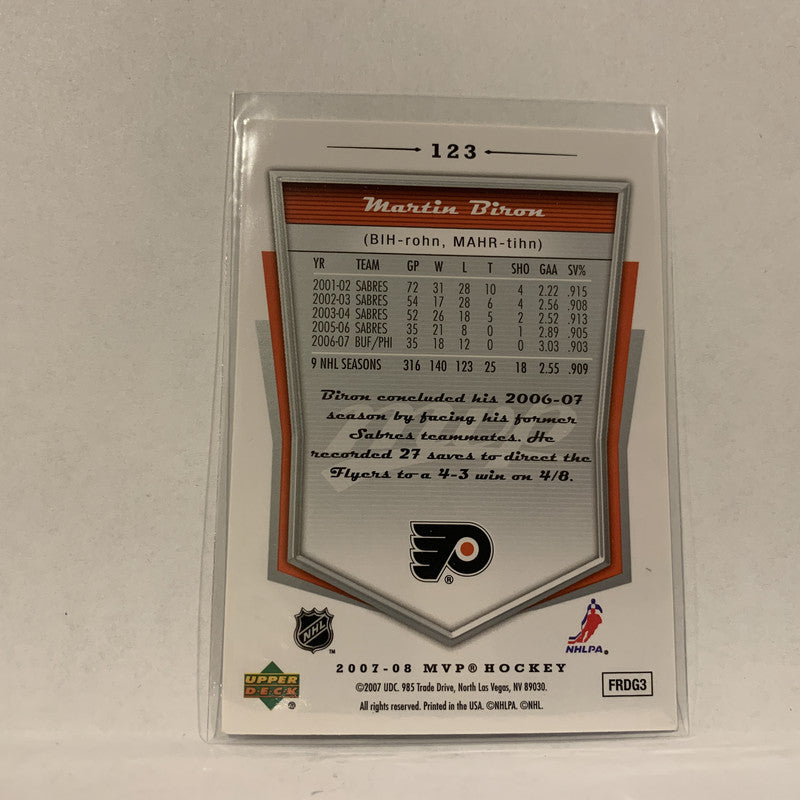 123
Martin Biron
(BIH-rohn, MAHR-tihn)
YR TEAM GP W L T SHO GAA SV%
2001-02 SABRES 72 31 28 10 4 2.22 .915
2002-03 SABRES 54 17 28 6 4 2.56 .908
2003-04 SABRES 52 26 18 5 2 2.52 .913
2005-06 SABRES 35 21 8 0 1 2.89 .905
2006-07 BUF/PHI 35 18 12 0 0 3.03 .903
9 NHL SEASONS 316 140 123 25 18 2.55 .909
Biron concluded his 2006-07
season by facing his former
Sabres teammates. He
recorded 27 saves to direct the
Flyers to a 4-3 win on 4/8.
®
NHL
TM
NHLPA®
2007-08 MVP® HOCKEY
UPPER
DECK
®
©2007 UDC. 985 Trade Drive, North Las Vegas, NV 89030.
All rights reserved. Printed in the USA. ©NHLPA. ©NHL.
FRDG3